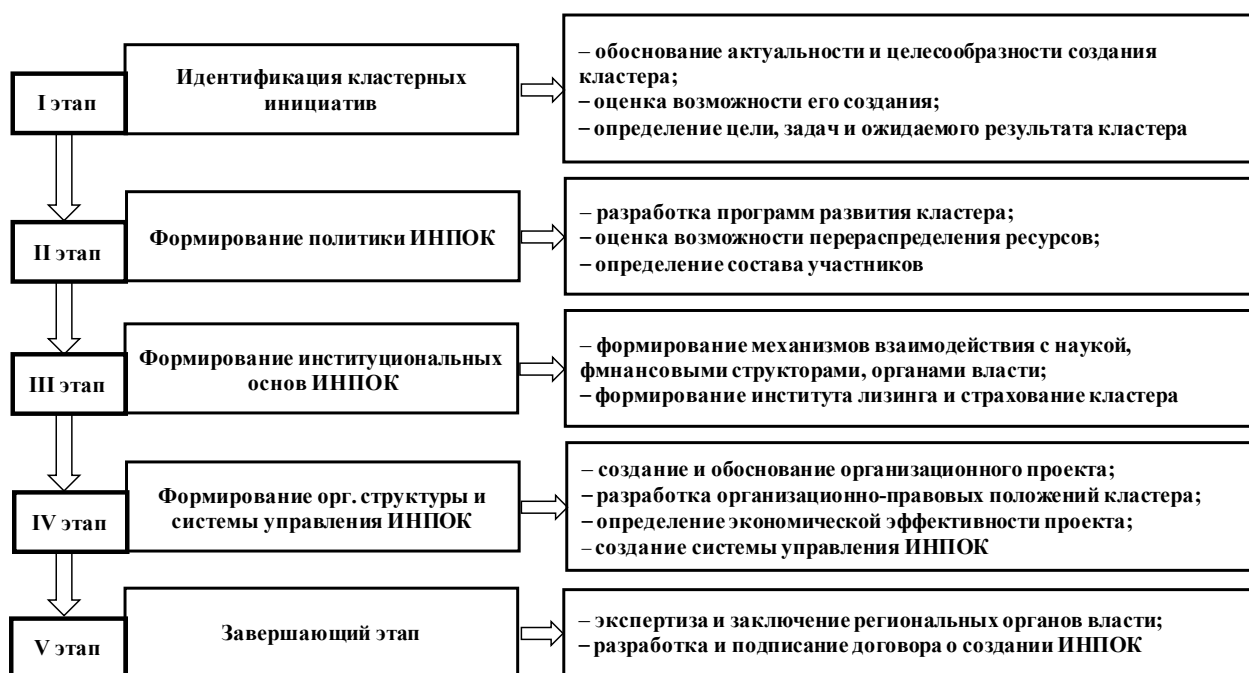 I этап
Идентификация кластерных
инициатив
– обоснование актуальности и целесообразности создания
кластера;
– оценка возможности его создания;
– определение цели, задач и ожидаемого результата кластера
II этап
Формирование политики ИНПОК
– разработка программ развития кластера;
– оценка возможности перераспределения ресурсов;
– определение состава участников
III этап
Формирование институциональных
основ ИНПОК
– формирование механизмов взаимодействия с наукой,
фмнансовыми структорами, органами власти;
– формирование института лизинга и страхование кластера
IV этап
Формирование орг. структуры и
системы управления ИНПОК
– создание и обоснование организационного проекта;
– разработка организационно-правовых положений кластера;
– определение экономической эффективности проекта;
– создание системы управления ИНПОК
V этап
Завершающий этап
– экспертиза и заключение региональных органов власти;
– разработка и подписание договора о создании ИНПОК